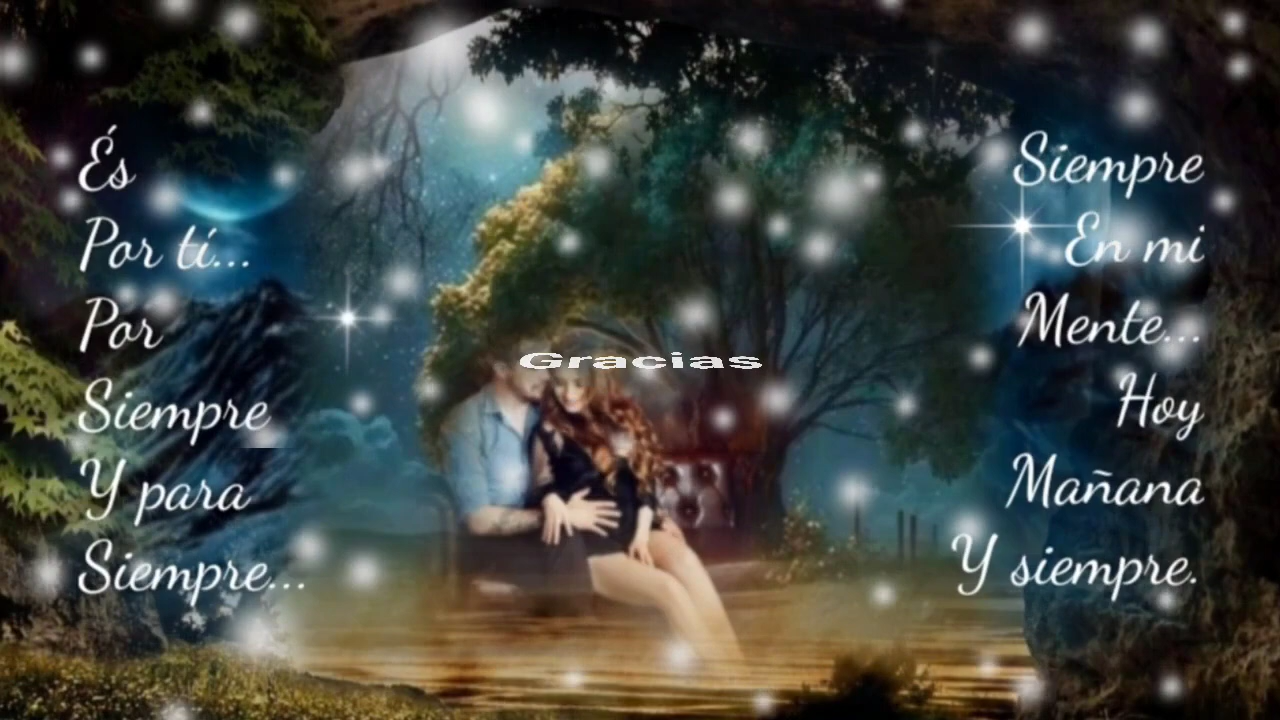 És
Por tí...
Por
Siempre
Y para
Siempre...
Gracias
Siempre
En mi
Mente...
Hoy
Mañana
Y siempre.